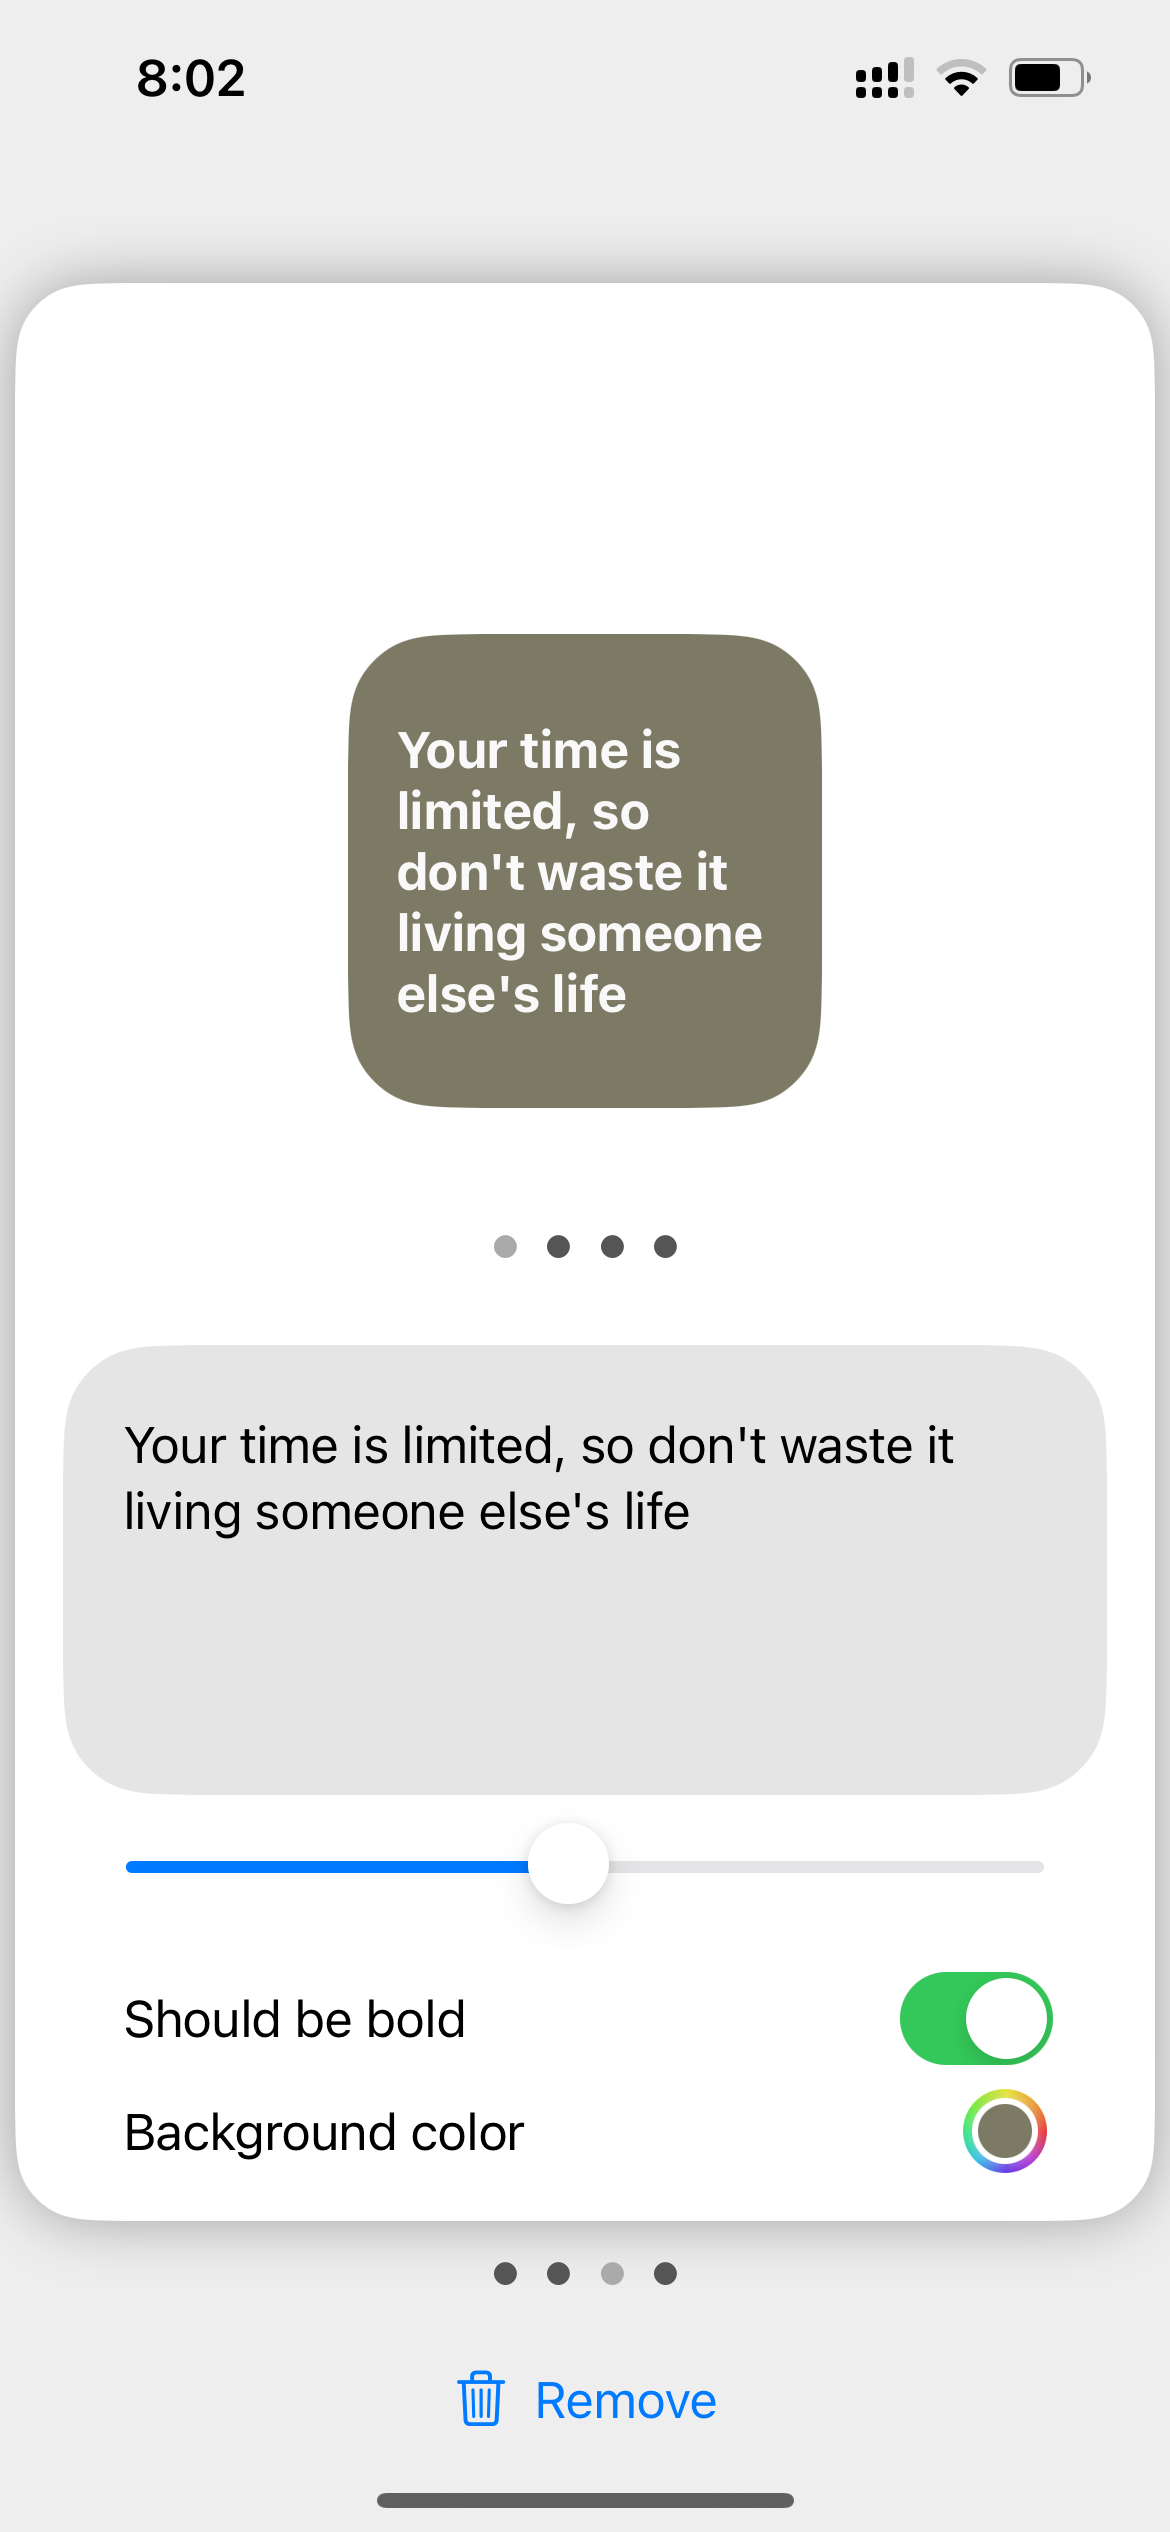 8:02
Your time is
limited, so
don't waste it
living someone
else's life
Your time is limited, so don't waste it
living someone else's life
Should be bold
Background color
Remove